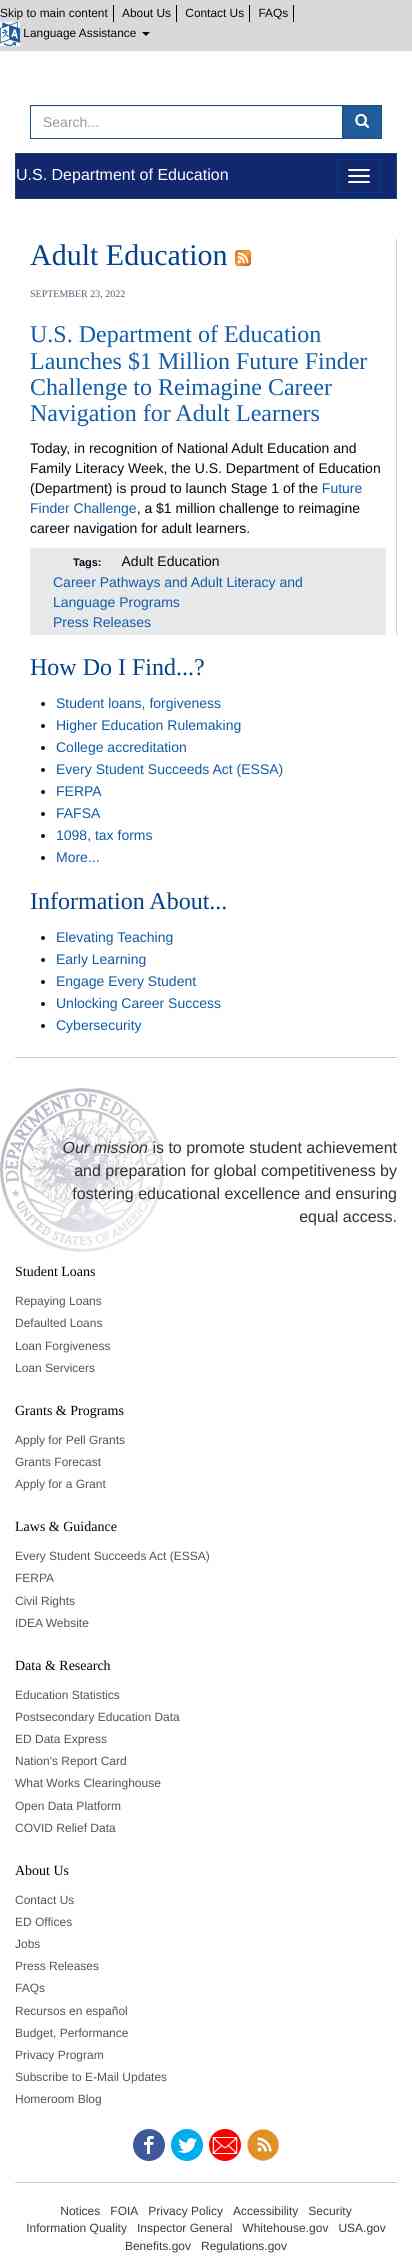 Skip to main content About Us Contact Us FAQs
Language Assistance
Search...
U.S. Department of Education
Adult Education
SEPTEMBER 23, 2022
U.S. Department of Education
Launches $1 Million Future Finder
Challenge to Reimagine Career
Navigation for Adult Learners
Today, in recognition of National Adult Education and
Family Literacy Week, the U.S. Department of Education
(Department) is proud to launch Stage 1 of the Future
Finder Challenge, a $1 million challenge to reimagine
career navigation for adult learners.
Tags: Adult Education
Career Pathways and Adult Literacy and
Language Programs
Press Releases
How Do I Find...?
Student loans, forgiveness
Higher Education Rulemaking
College accreditation
Every Student Succeeds Act (ESSA)
FERPA
FAFSA
1098, tax forms
More...
Information About...
Elevating Teaching
Early Learning
Engage Every Student
Unlocking Career Success
Cybersecurity
Our mission is to promote student achievement
and preparation for global competitiveness by
fostering educational excellence and ensuring
equal access.
Student Loans
Repaying Loans
Defaulted Loans
Loan Forgiveness
Loan Servicers
Grants & Programs
Apply for Pell Grants
Grants Forecast
Apply for a Grant
Laws & Guidance
Every Student Succeeds Act (ESSA)
FERPA
Civil Rights
IDEA Website
Data & Research
Education Statistics
Postsecondary Education Data
ED Data Express
Nation's Report Card
What Works Clearinghouse
Open Data Platform
COVID Relief Data
About Us
Contact Us
ED Offices
Jobs
Press Releases
FAQs
Recursos en español
Budget, Performance
Privacy Program
Subscribe to E-Mail Updates
Homeroom Blog
Notices FOIA Privacy Policy Accessibility Security
Information Quality Inspector General Whitehouse.gov USA.gov
Benefits.gov Regulations.gov